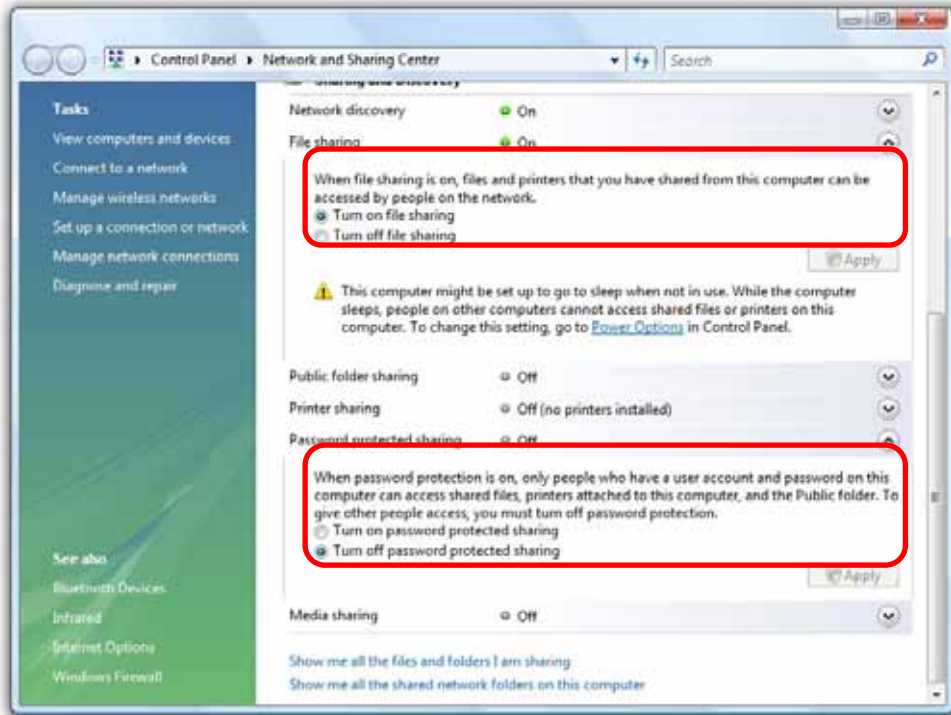 Control Panel Network and Sharing Center Search
Sharing and Discovery
Tasks
View computers and devices
Connect to a network
Manage wireless networks
Set up a connection or network
Manage network connections
Diagnose and repair
See also
Bluetooth Devices
Infrared
Internet Options
Windows Firewall
Network discovery On
File sharing On
When file sharing is on, files and printers that you have shared from this computer can be
accessed by people on the network.
Turn on file sharing
Turn off file sharing
Apply
This computer might be set up to go to sleep when not in use. While the computer
sleeps, people on other computers cannot access shared files or printers on this
computer. To change this setting, go to Power Options in Control Panel.
Public folder sharing Off
Printer sharing Off (no printers installed)
Password protected sharing Off
When password protection is on, only people who have a user account and password on this
computer can access shared files, printers attached to this computer, and the Public folder. To
give other people access, you must turn off password protection.
Turn on password protected sharing
Turn off password protected sharing
Apply
Media sharing Off
Show me all the files and folders I am sharing
Show me all the shared network folders on this computer